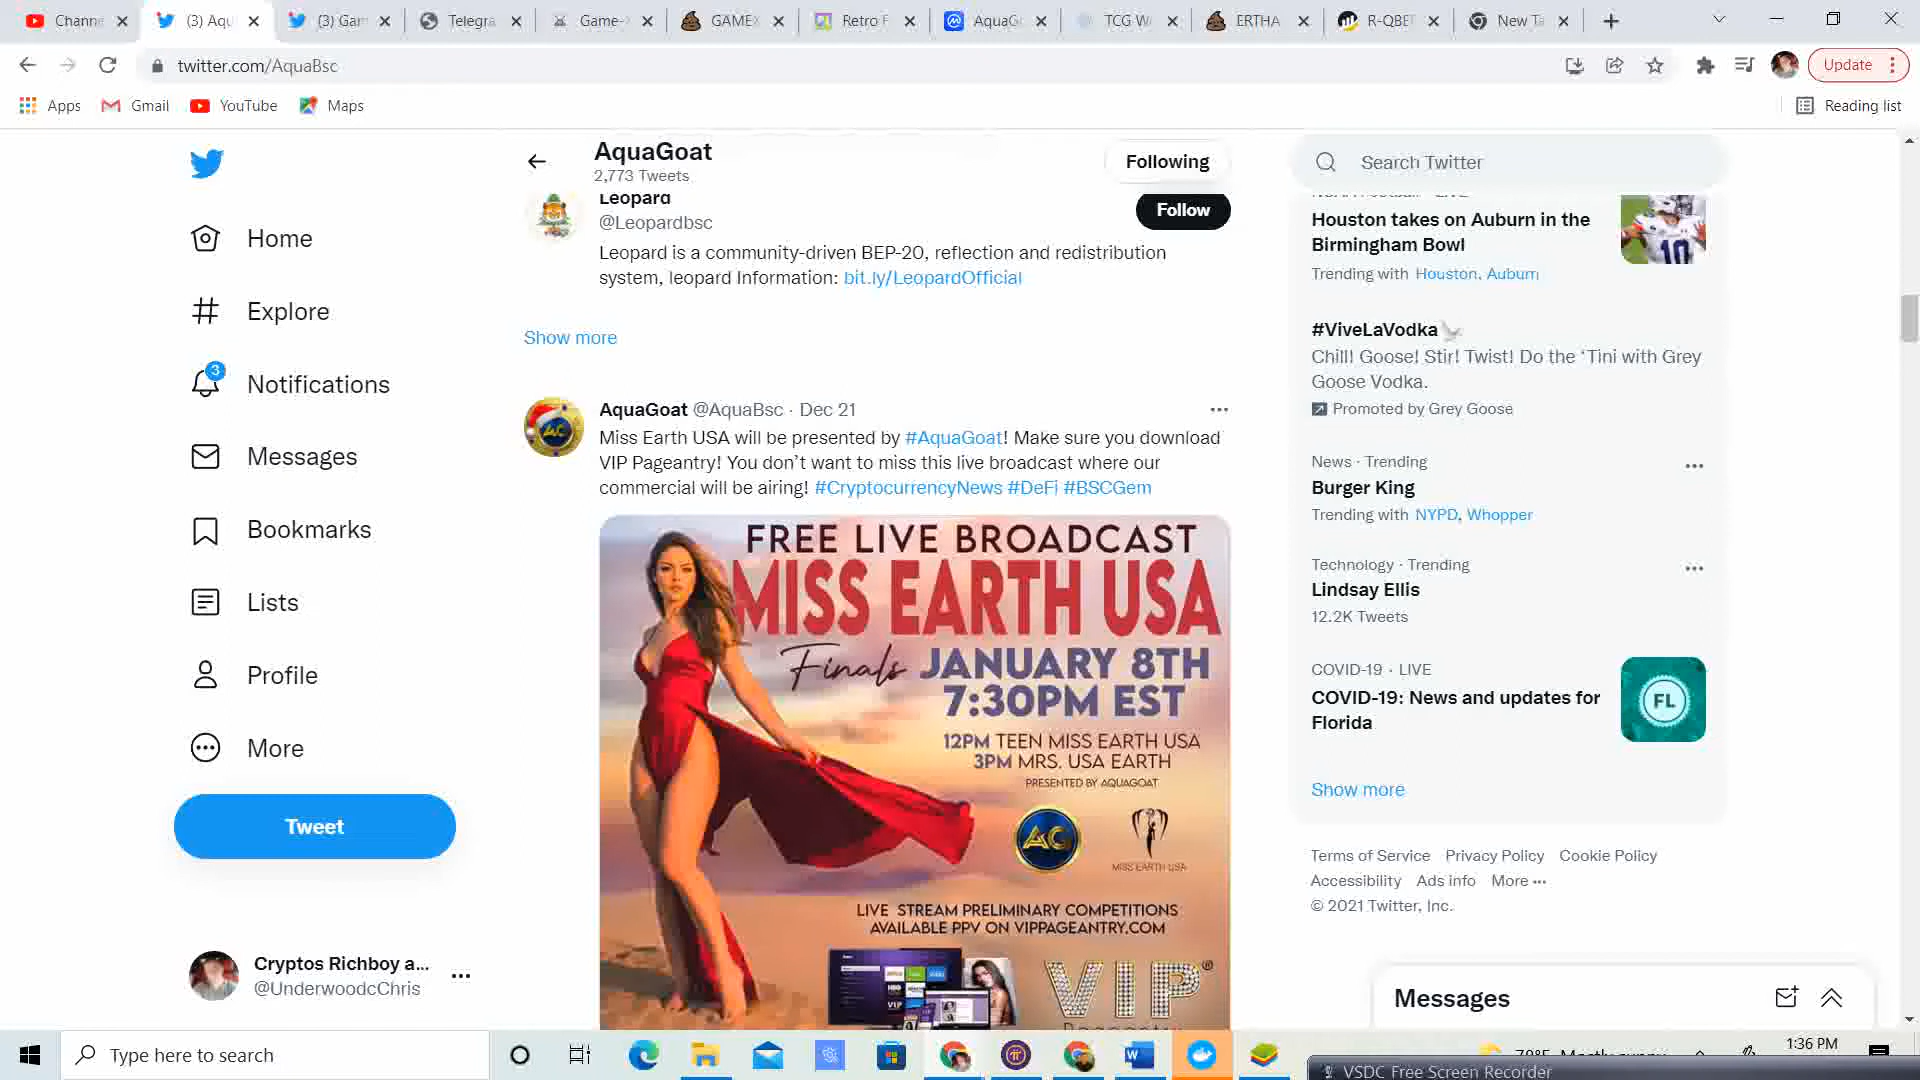 Channe
(3) Aqu
(3) Gam
Telegra
Game-
GAMEX
Retro F
AquaGo
TCG W
ERTHA
R-QBE
New Ta
twitter.com/AquaBsc
Update
Apps
Gmail
YouTube
Maps
Reading list
Home
Explore
3
Notifications
Messages
Bookmarks
Lists
Profile
More
Tweet
Cryptos Richboy a...
@UnderwoodcChris
AquaGoat
2,773 Tweets
Following
Leopard
@Leopardbsc
Follow
Leopard is a community-driven BEP-20, reflection and redistribution
system, leopard Information: bit.ly/LeopardOfficial
Show more
AquaGoat @AquaBsc · Dec 21
Miss Earth USA will be presented by #AquaGoat! Make sure you download
VIP Pageantry! You don't want to miss this live broadcast where our
commercial will be airing! #CryptocurrencyNews #DeFi #BSCGem
FREE LIVE BROADCAST
MISS EARTH USA
Finals JANUARY 8TH
7:30PM EST
12PM TEEN MISS EARTH USA
3PM MRS. USA EARTH
PRESENTED BY AQUAGOAT
AG
MISS EARTH USA
LIVE STREAM PRELIMINARY COMPETITIONS
AVAILABLE PPV ON VIPPAGEANTRY.COM
VIP®
Pageantry
Search Twitter
Houston takes on Auburn in the
Birmingham Bowl
Trending with Houston, Auburn
#ViveLaVodka
Chill! Goose! Stir! Twist! Do the ‘Tini with Grey
Goose Vodka.
Promoted by Grey Goose
News · Trending
Burger King
Trending with NYPD, Whopper
Technology · Trending
Lindsay Ellis
12.2K Tweets
COVID-19 · LIVE
COVID-19: News and updates for
Florida
FL
Show more
Terms of Service Privacy Policy Cookie Policy
Accessibility Ads info More ···
© 2021 Twitter, Inc.
Messages
Type here to search
78°F Mostly sunny
1:36 PM
VSDC Free Screen Recorder